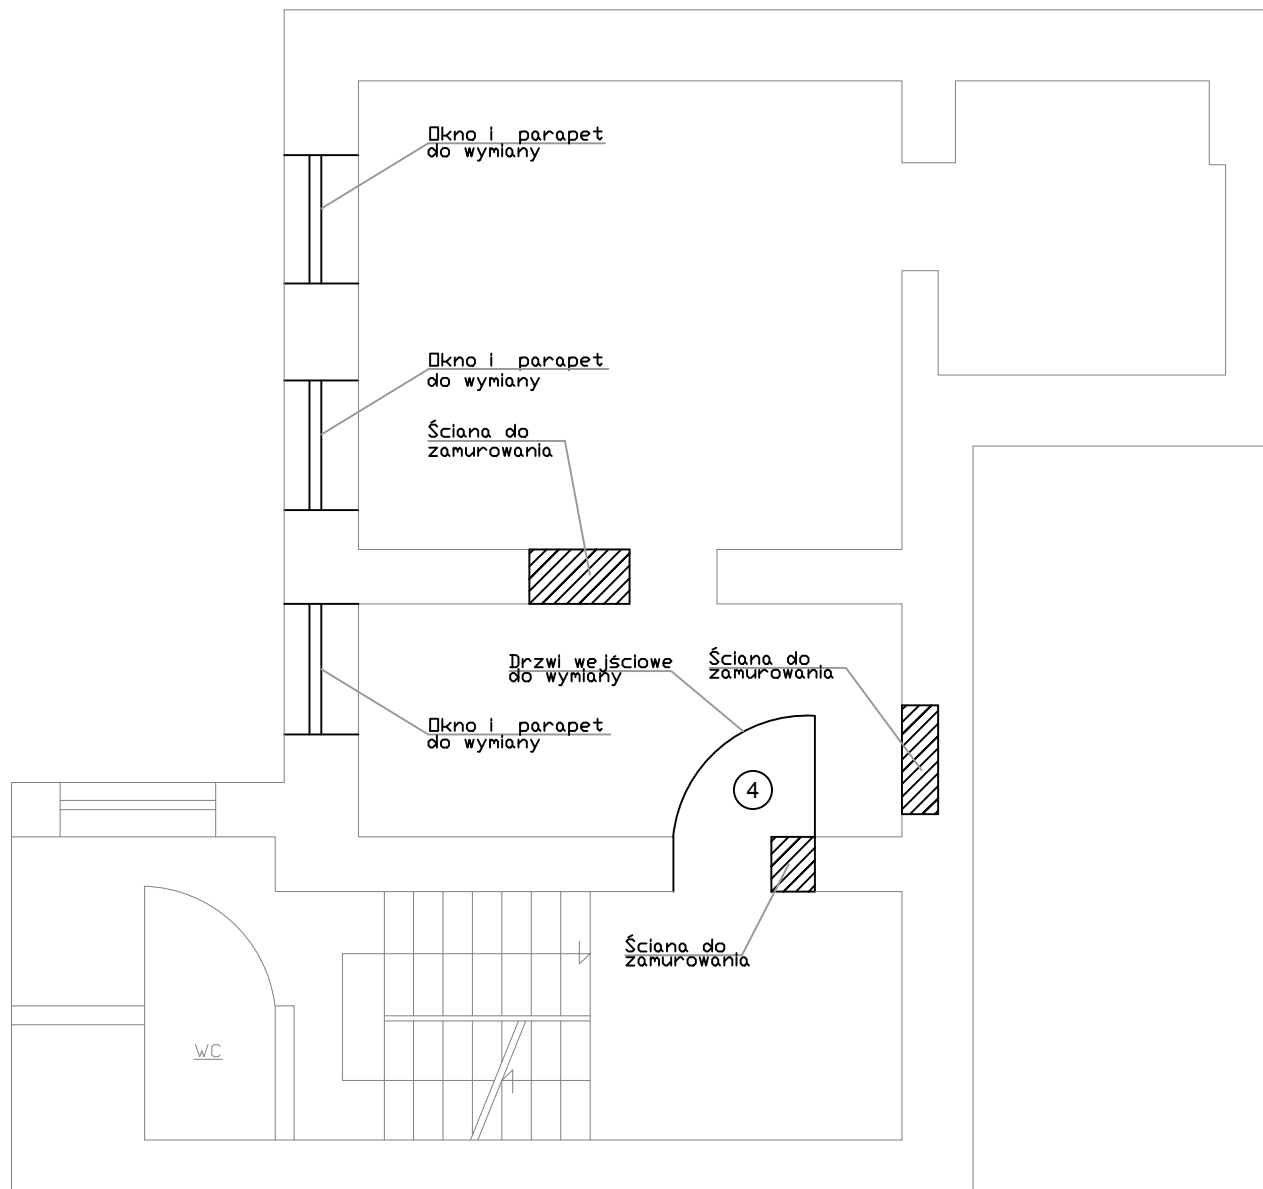 Okno i parapet
do wymiany
Okno i parapet
do wymiany
Ściana do
zamurowania
Drzwi wejściowe
do wymiany
Ściana do
zamurowania
Okno i parapet
do wymiany
4
Ściana do
zamurowania
WC